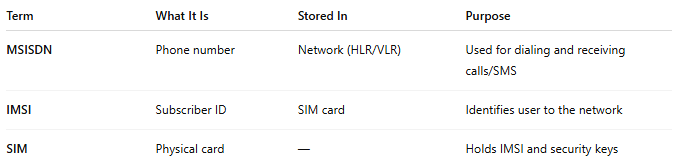 Term What It Is Stored In Purpose
MSISDN Phone number Network (HLR/VLR) Used for dialing and receiving
calls/SMS
IMSI Subscriber ID SIM card Identifies user to the network
SIM Physical card — Holds IMSI and security keys